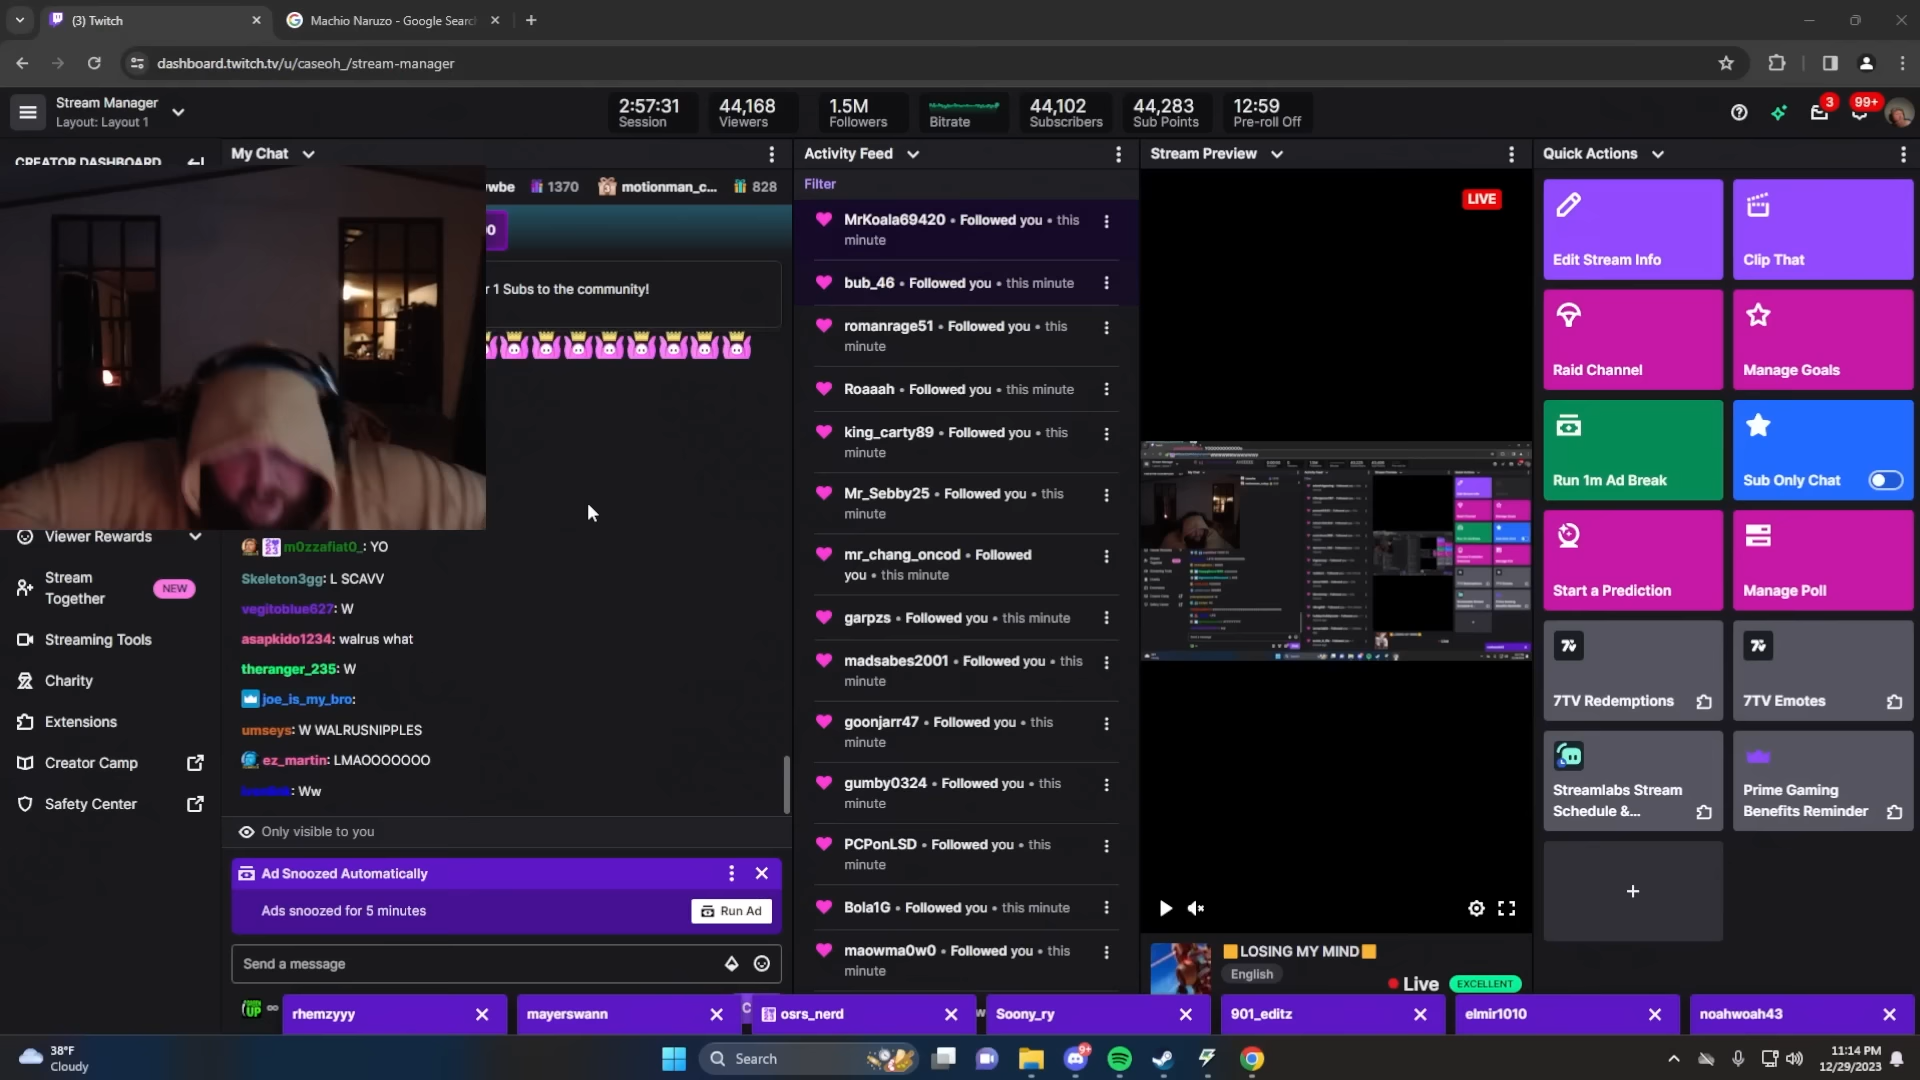 (3) Twitch
Machio Naruzo - Google Searc
dashboard.twitch.tv/u/caseoh_/stream-manager
Stream Manager
Layout: Layout 1
2:57:31
Session
44,168
Viewers
1.5M
Followers
Bitrate
44,102
Subscribers
44,283
Sub Points
12:59
Pre-roll Off
3
99+
CREATOR DASHBOARD
Viewer Rewards
Stream
Together
NEW
Streaming Tools
Charity
Extensions
Creator Camp
Safety Center
My Chat
wbe 1370 motionman_c... 828
r 1 Subs to the community!
m0zzafiat0_: YO
Skeleton3gg: L SCAVV
vegitoblue627: W
asapkido1234: walrus what
theranger_235: W
joe_is_my_bro:
umseys: W WALRUSNIPPLES
ez_martin: LMAOOOOOOO
: Ww
Only visible to you
Ad Snoozed Automatically
Ads snoozed for 5 minutes
Run Ad
Send a message
Activity Feed
Filter
MrKoala69420 • Followed you • this
minute
bub_46 • Followed you • this minute
romanrage51 • Followed you • this
minute
Roaaah • Followed you • this minute
king_carty89 • Followed you • this
minute
Mr_Sebby25 • Followed you • this
minute
mr_chang_oncod • Followed
you • this minute
garpzs • Followed you • this minute
madsabes2001 • Followed you • this
minute
goonjarr47 • Followed you • this
minute
gumby0324 • Followed you • this
minute
PCPonLSD • Followed you • this
minute
Bola1G • Followed you • this minute
maowma0w0 • Followed you • this
minute
Stream Preview
LIVE
LOSING MY MIND
English
Live
EXCELLENT
Quick Actions
Edit Stream Info
Clip That
Raid Channel
Manage Goals
Run 1m Ad Break
Sub Only Chat
Start a Prediction
Manage Poll
7TV Redemptions
7TV Emotes
Streamlabs Stream
Schedule &...
Prime Gaming
Benefits Reminder
+
rhemzyyy
mayerswann
osrs_nerd
Soony_ry
901_editz
elmir1010
noahwoah43
38°F
Cloudy
Search
9+
11:14 PM
12/29/2023